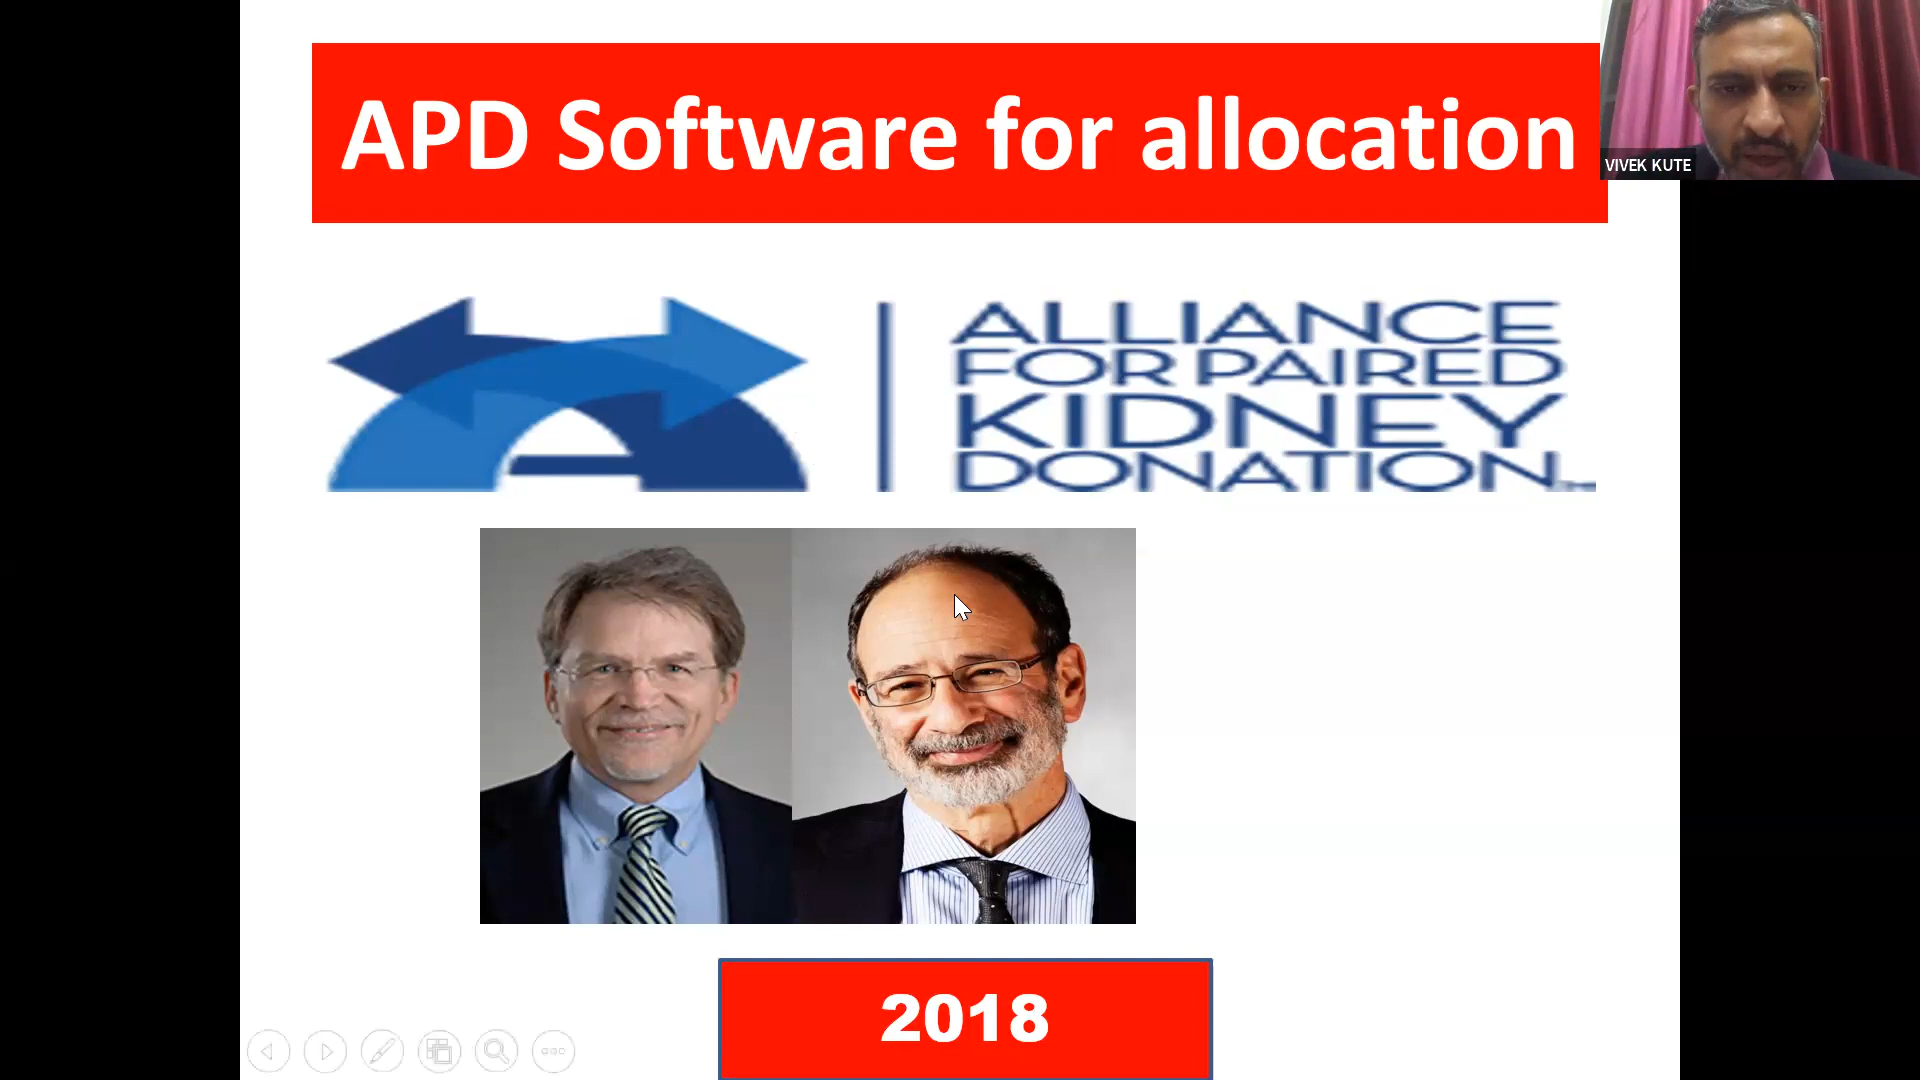 APD Software for allocation
VIVEK KUTE
ALLIANCE
FOR PAIRED
KIDNEY
DONATION
2018